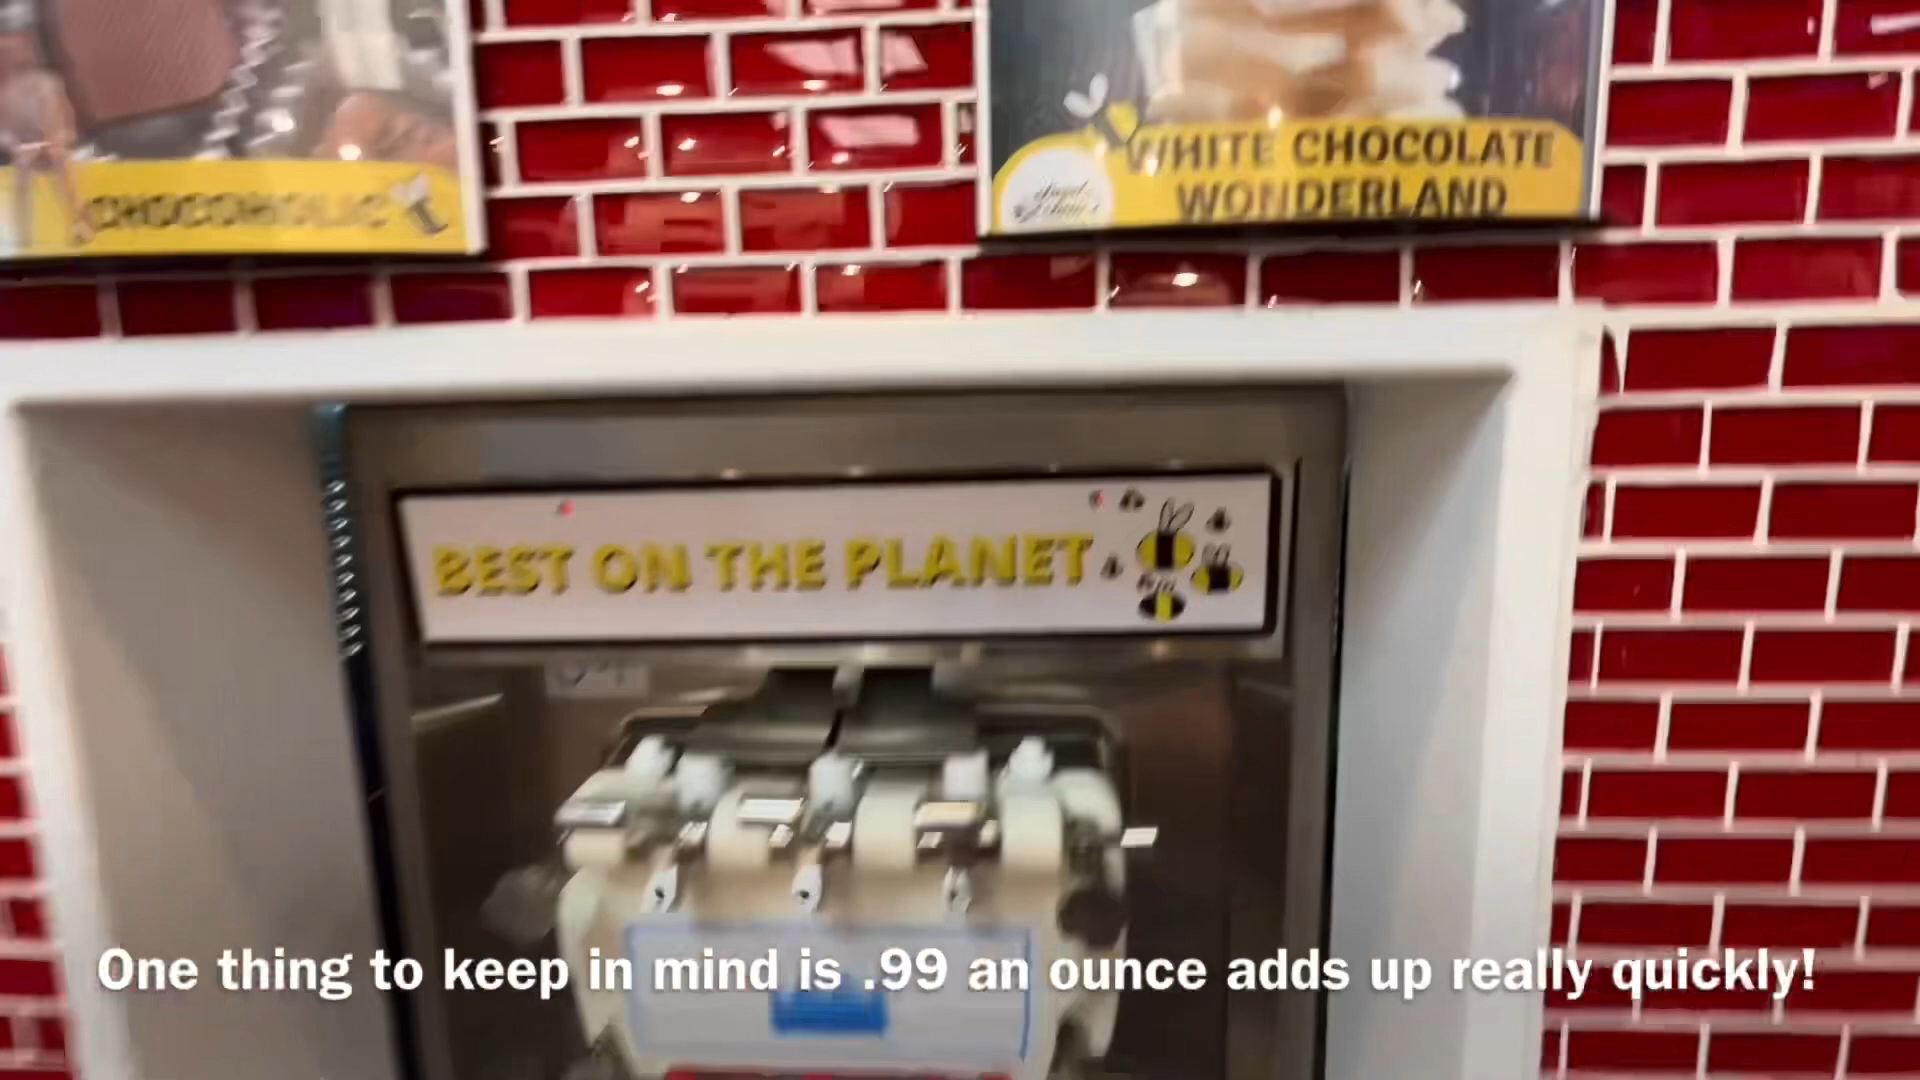 CHOCOHOLIC
WHITE CHOCOLATE
WONDERLAND
BEST ON THE PLANET
One thing to keep in mind is .99 an ounce adds up really quickly!